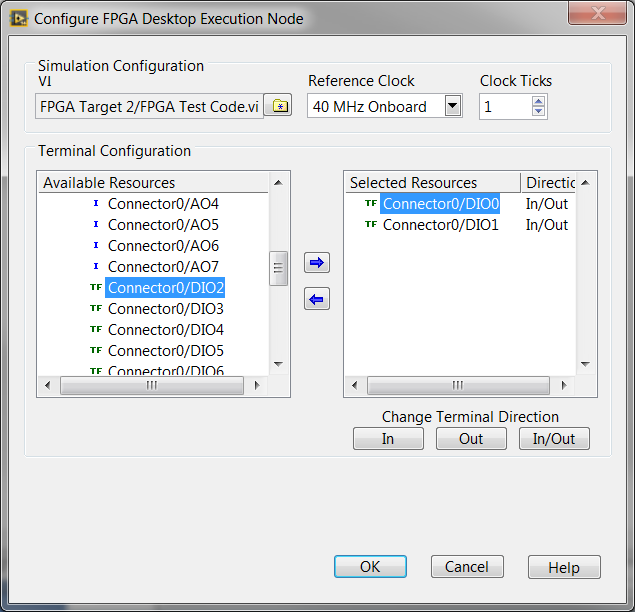 Configure FPGA Desktop Execution Node
Simulation Configuration
VI
FPGA Target 2/FPGA Test Code.vi
Reference Clock
40 MHz Onboard
Clock Ticks
1
Terminal Configuration
Available Resources
I Connector0/AO4
I Connector0/AO5
I Connector0/AO6
I Connector0/AO7
TF Connector0/DIO2
TF Connector0/DIO3
TF Connector0/DIO4
TF Connector0/DIO5
TF Connector0/DIO6
Selected Resources Directic
TF Connector0/DIO0 In/Out
TF Connector0/DIO1 In/Out
Change Terminal Direction
In Out In/Out
OK Cancel Help